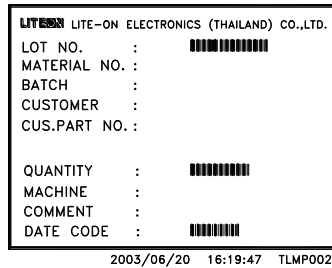 LITEON LITE-ON ELECTRONICS (THAILAND) CO.,LTD.
LOT NO. :
MATERIAL NO. :
BATCH :
CUSTOMER :
CUS.PART NO. :
QUANTITY :
MACHINE :
COMMENT :
DATE CODE :
2003/06/20 16:19:47 TLMP002